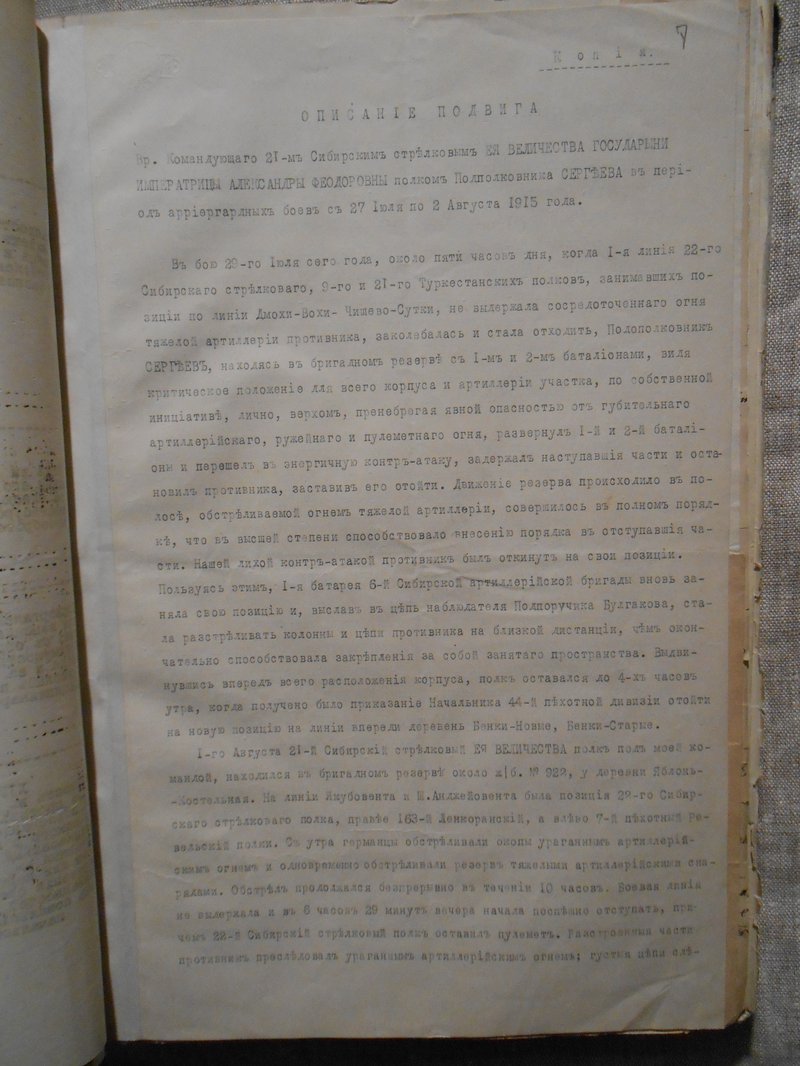 7
Копія.
ОПИСАНІЕ ПОДВИГА
Вр. Командующаго 21-мъ Сибирскимъ стрѣлковымъ ЕЯ ВЕЛИЧЕСТВА ГОСУДАРЫНИ
ИМПЕРАТРИЦЫ АЛЕКСАНДРЫ ФЕОДОРОВНЫ полкомъ Подполковника СЕРГѢЕВА въ пері-
одъ арріергардныхъ боевъ съ 27 Іюля по 2 Августа 1915 года.
Въ бою 29-го Іюля сего года, около пяти часовъ дня, когда 1-я линія 22-го
Сибирскаго стрѣлковаго, 9-го и 21-го Туркестанскихъ полковъ, занимавшихъ по-
зиціи по линіи Дмохи-Вохи- Чишево-Сутки, не выдержала сосредоточеннаго огня
тяжелой артиллеріи противника, заколебалась и стала отходить, Подополковникъ
СЕРГѢЕВЪ, находясь въ бригадномъ резервѣ съ 1-мъ и 2-мъ баталіонами, видя
критическое положеніе для всего корпуса и артиллеріи участка, по собственной
иниціативѣ, лично, верхомъ, пренебрегая явной опасностью отъ губительнаго
артиллерійскаго, ружейнаго и пулеметнаго огня, развернулъ 1-й и 2-й баталі-
оны и перешелъ въ энергичную контръ-атаку, задержалъ наступавшія части и оста-
новилъ противника, заставивъ его отойти. Движеніе резерва происходило въ по-
лосѣ, обстрѣливаемой огнемъ тяжелой артиллеріи, совершилось въ полномъ поряд-
кѣ, что въ высшей степени способствовало внесенію порядка въ отступавшія ча-
сти. Нашей лихой контръ-атакой противникъ былъ откинутъ на свои позиціи.
Пользуясь этимъ, 1-я батарея 6-й Сибирской артиллерійской бригады вновь за-
няла свою позицію и, выславъ въ цѣпь наблюдателя Подпоручика Булгакова, ста-
ла разстрѣливать колонны и цѣпи противника на близкой дистанціи, чѣмъ окон-
чательно способствовала закрѣпленія за собой занятаго пространства. Выдви-
нувшись впередъ всего расположенія корпуса, полкъ оставался до 4-хъ часовъ
утра, когда получено было приказаніе Начальника 44-й пѣхотной дивизіи отойти
на новую позицію на линіи впереди деревень Бенки-Новые, Бенки-Старые.
1-го Августа 21-й Сибирскій стрѣлковый ЕЯ ВЕЛИЧЕСТВА полкъ подъ моей ко-
мандой, находился въ бригадномъ резервѣ около ж|б. № 922, у деревни Яблонь-
-Костельная. На линіи Якубовента и Ш.Анджейовента была позиція 22-го Сибир-
скаго стрѣлковаго полка, правѣе 163-й Ленкоранскій, а влѣво 7-й пѣхотный Ре-
вельскій полки. Съ утра германцы обстрѣливали окопы ураганнымъ артиллерій-
скимъ огнемъ и одновременно обстрѣливали резервъ тяжелыми артиллерійскими сна-
рядами. Обстрѣлъ продолжался безпрерывно въ теченіи 10 часовъ. Боевая линія
не выдержала и въ 6 часовъ 29 минутъ вечера начала поспѣшно отступать, при-
чемъ 22-й Сибирскій стрѣлковый полкъ оставилъ пулеметъ. Разстроенныя части
противникъ преслѣдовалъ ураганнымъ артиллерійскимъ огнемъ; густыя цѣпи слѣ-